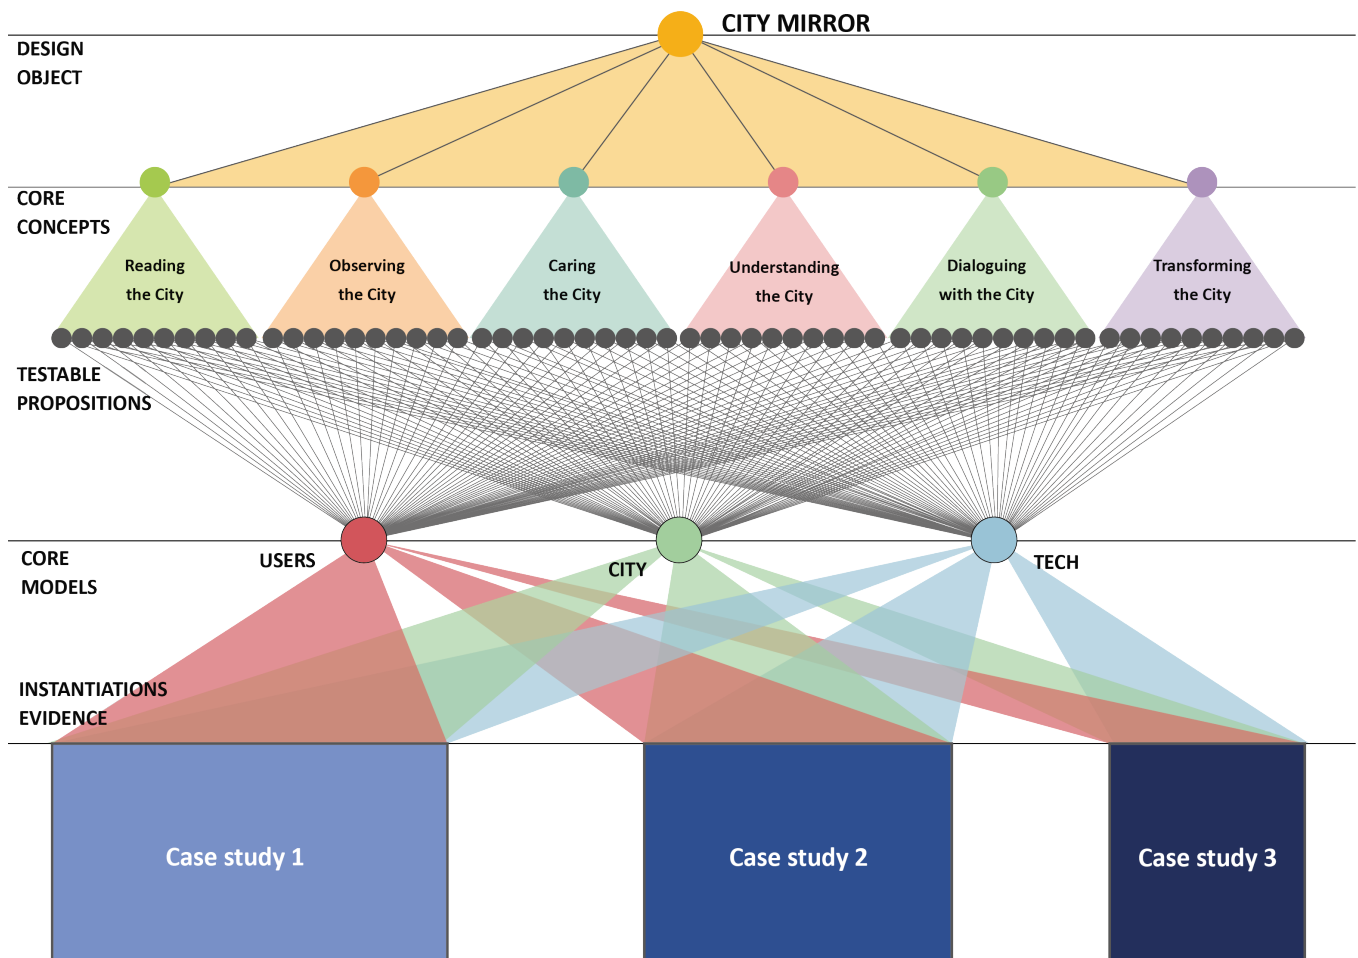 CITY MIRROR
DESIGN
OBJECT
CORE
CONCEPTS
Reading
the City
Observing
the City
Caring
the City
Understanding
the City
Dialoguing
with the City
Transforming
the City
TESTABLE
PROPOSITIONS
CORE
MODELS
USERS
CITY
TECH
INSTANTIATIONS
EVIDENCE
Case study 1
Case study 2
Case study 3